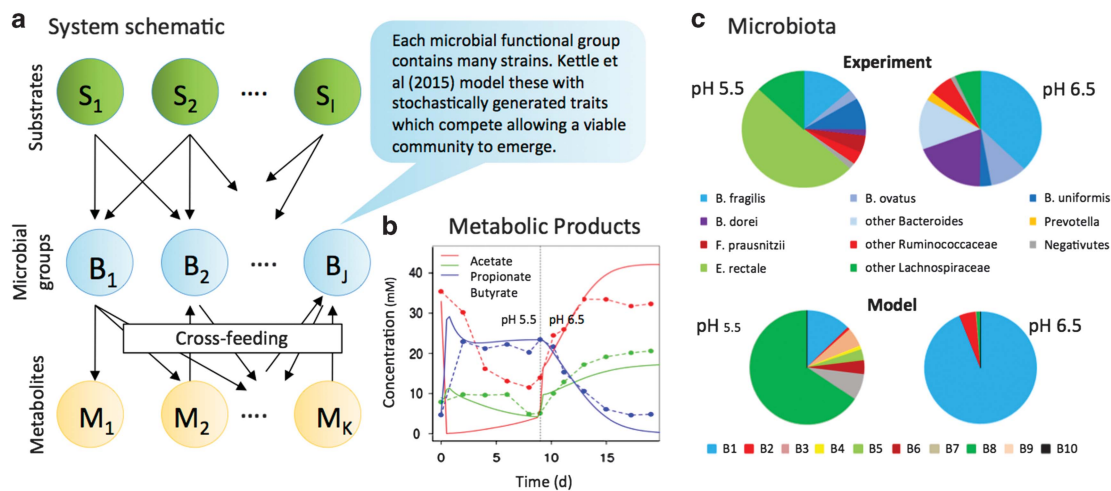 a System schematic
Substrates
S1 S2 .... SI
Each microbial functional group
contains many strains. Kettle
et al (2015) model these with
stochastically generated traits
which compete allowing a viable
community to emerge.
Microbial
groups
B1 B2 .... BJ
Cross-feeding
Metabolites
M1 M2 .... MK
b Metabolic Products
Acetate
Propionate
Butyrate
pH 5.5 pH 6.5
Concentration (mM)
40
30
20
10
0
0 5 10 15
Time (d)
c Microbiota
Experiment
pH 5.5 pH 6.5
B. fragilis B. ovatus B. uniformis
B. dorei other Bacteroides Prevotella
F. prausnitzii other Ruminococcaceae Negativutes
E. rectale other Lachnospiraceae
Model
pH 5.5 pH 6.5
B1 B2 B3 B4 B5 B6 B7 B8 B9 B10